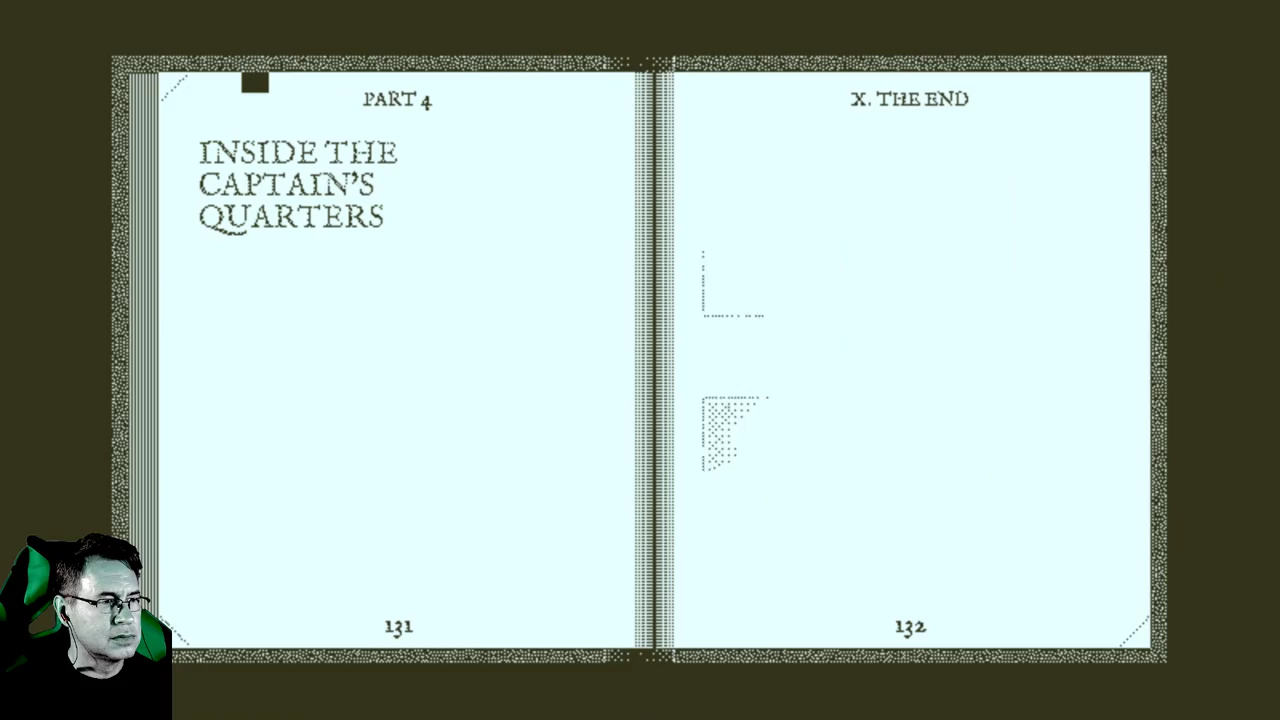 PART 4
INSIDE THE
CAPTAIN'S
QUARTERS
131
X. THE END
132